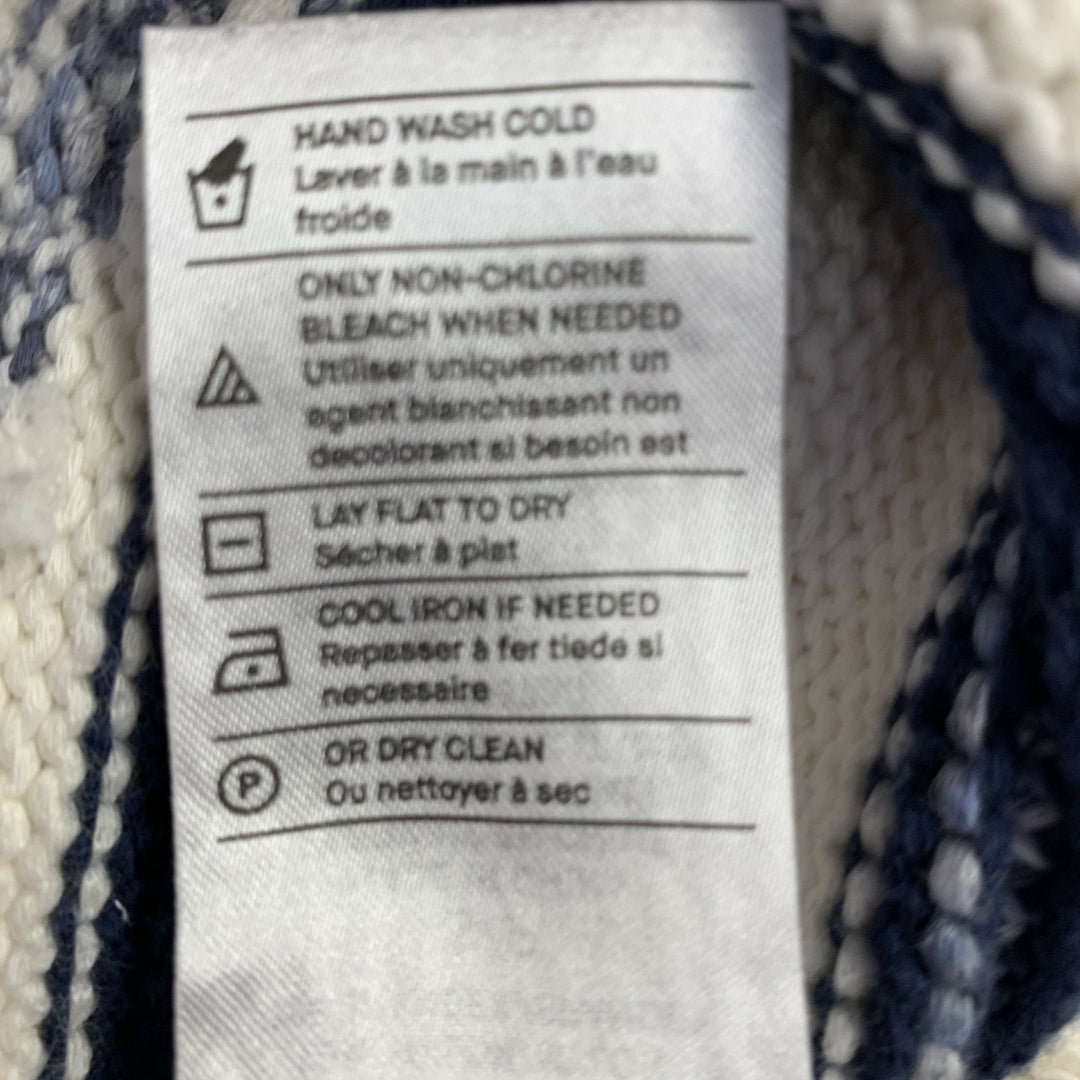 HAND WASH COLD
Laver à la main à l'eau
froide
ONLY NON-CHLORINE
BLEACH WHEN NEEDED
Utiliser uniquement un
agent blanchissant non
decolorant si besoin est
LAY FLAT TO DRY
Sécher à plat
COOL IRON IF NEEDED
Repasser à fer tiede si
necessaire
P
OR DRY CLEAN
Ou nettoyer à sec